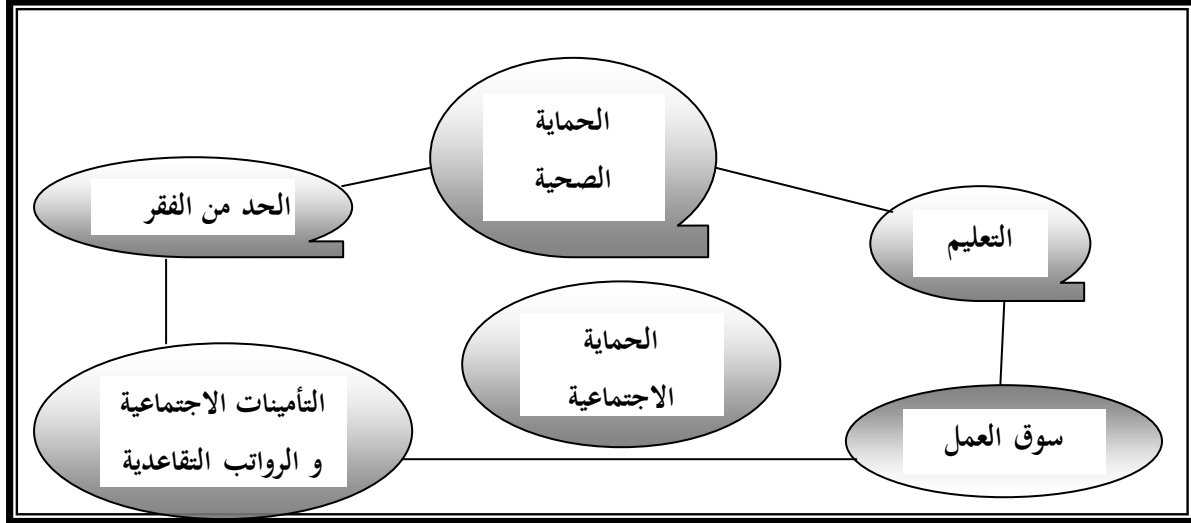 الحماية
الصحية
الحد من الفقر
التعليم
الحماية
الاجتماعية
التأمينات الاجتماعية
و الرواتب التقاعدية
سوق العمل